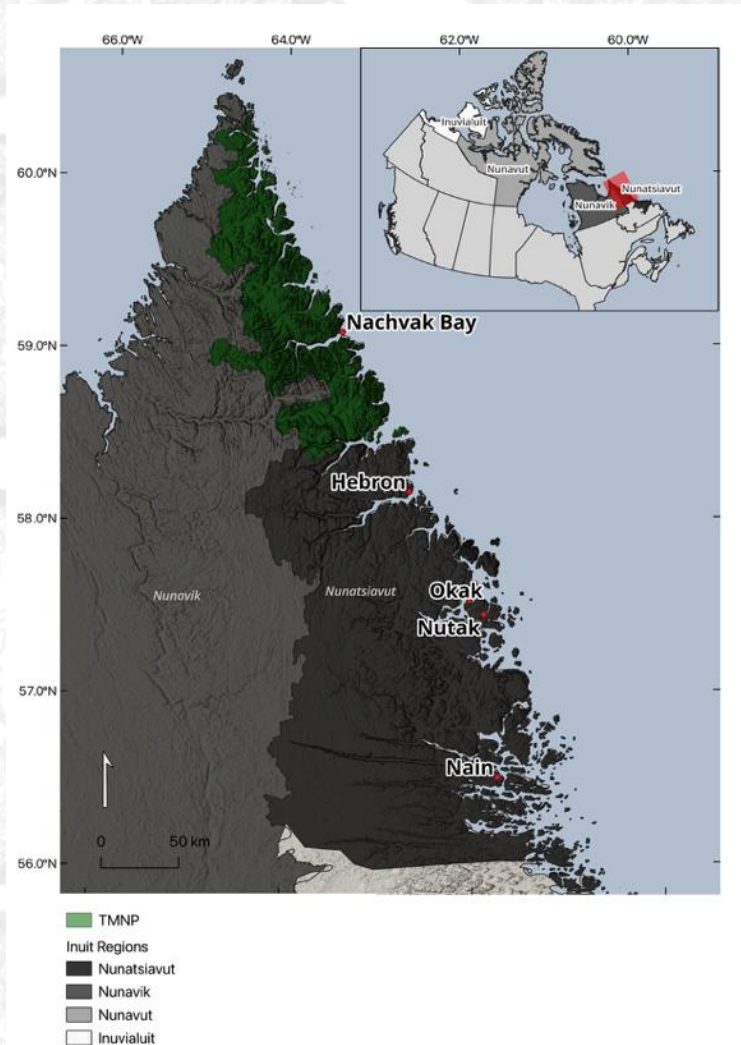 66.0°W 64.0°W 62.0°W 60.0°W
60.0°N
59.0°N
58.0°N
57.0°N
56.0°N
Inuvialuit
Nunavut
Nunatsiavut
Nunavik
Nachvak Bay
Hebron
Okak
Nunavik
Nunatsiavut
Nutak
Nain
0 50 km
TMNP
Inuit Regions
Nunatsiavut
Nunavik
Nunavut
Inuvialuit